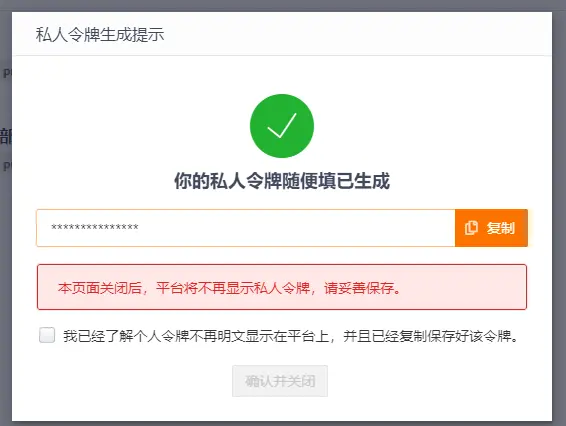 私人令牌生成提示
部
你的私人令牌随便填已生成
***************
复制
本页面关闭后，平台将不再显示私人令牌，请妥善保存。
我已经了解个人令牌不再明文显示在平台上，并且已经复制保存好该令牌。
确认并关闭